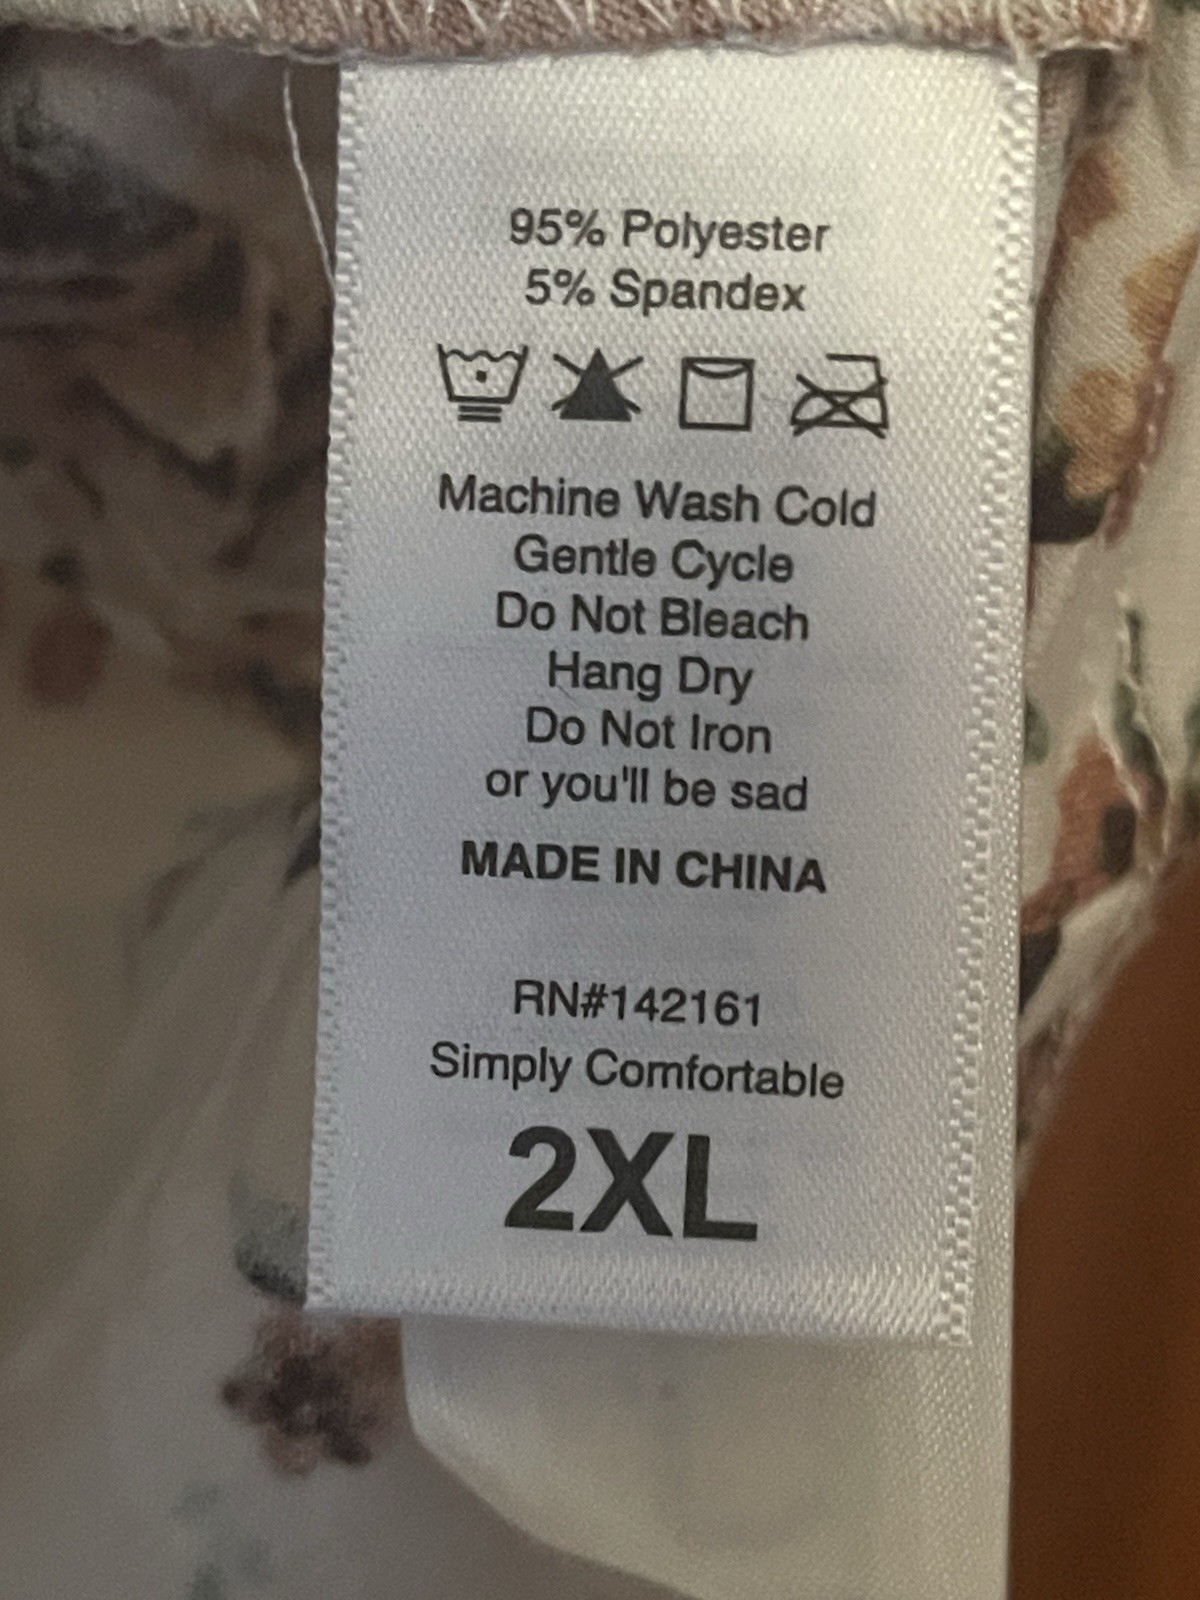 95% Polyester
5% Spandex
Machine Wash Cold
Gentle Cycle
Do Not Bleach
Hang Dry
Do Not Iron
or you'll be sad
MADE IN CHINA
RN#142161
Simply Comfortable
2XL